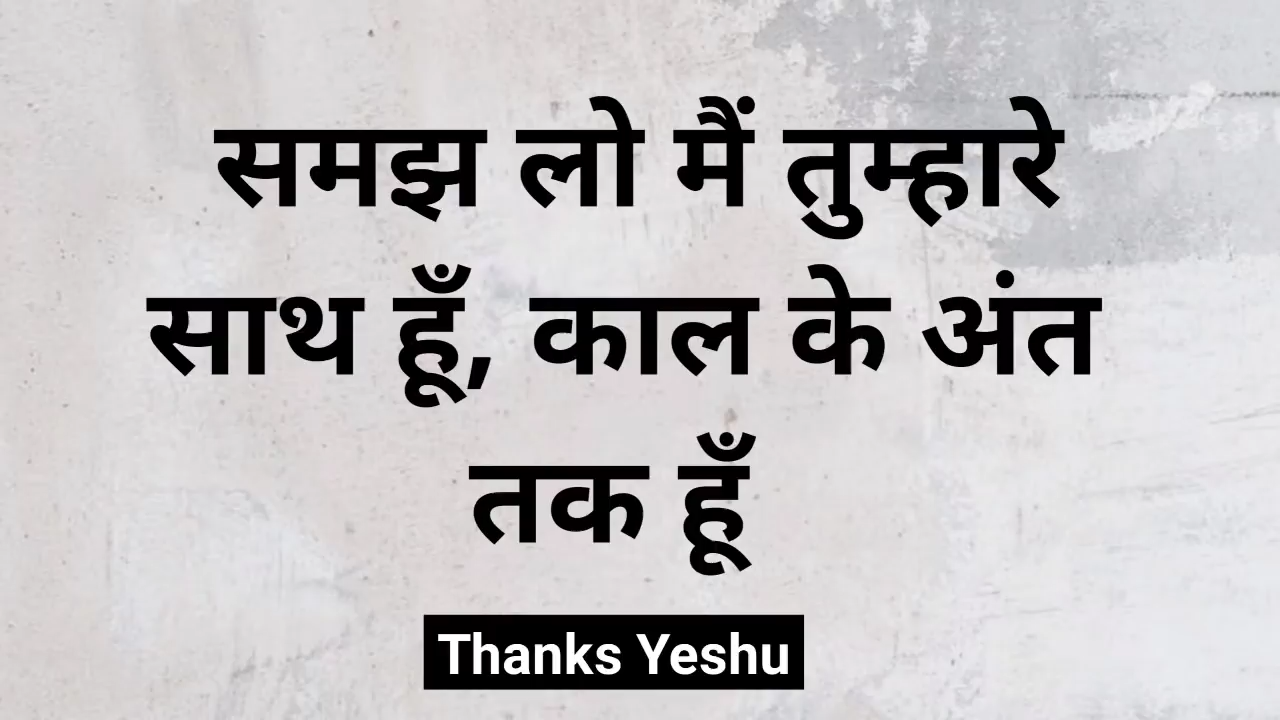 समझ लो मैं तुम्हारे
साथ हूँ, काल के अंत
तक हूँ
Thanks Yeshu